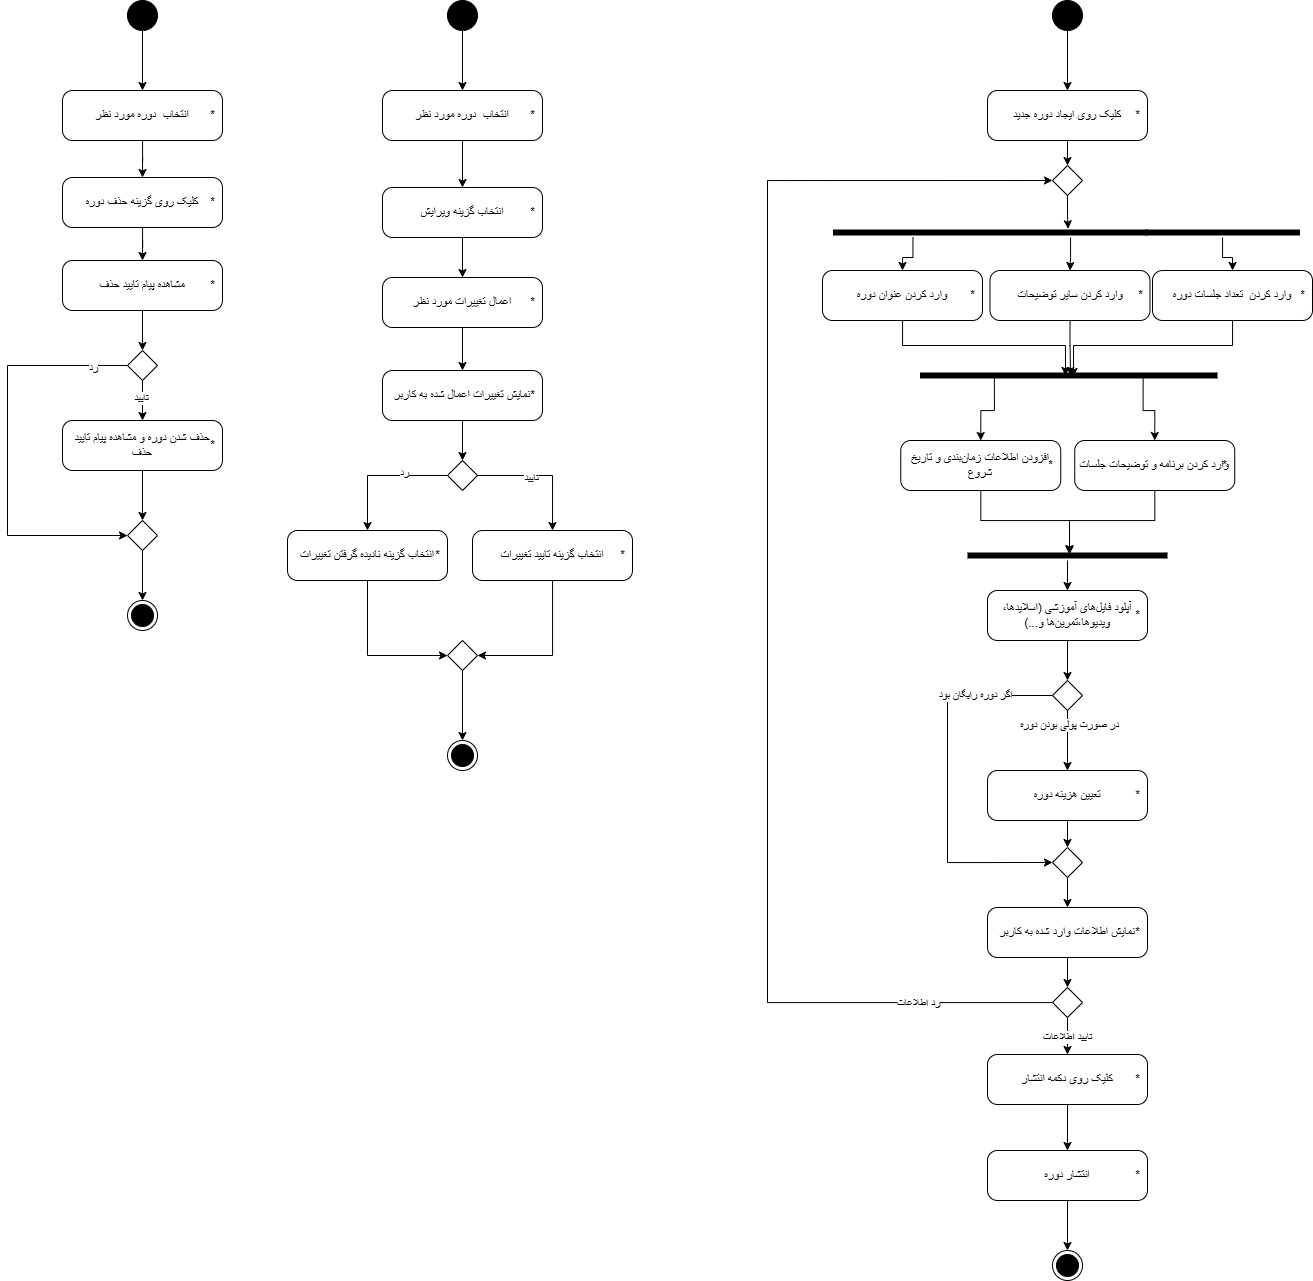 انتخاب دوره مورد نظر *
کلیک روی گزینه حذف دوره *
مشاهده پیام تایید حذف *
رد
تایید
حذف شدن دوره و مشاهده پیام تایید *
حذف
انتخاب دوره مورد نظر *
انتخاب گزینه ویرایش *
اعمال تغییرات مورد نظر *
نمایش تغییرات اعمال شده به کاربر *
رد
تایید
انتخاب گزینه نادیده گرفتن تغییرات *
انتخاب گزینه تایید تغییرات *
کلیک روی ایجاد دوره جدید *
وارد کردن عنوان دوره *
وارد کردن سایر توضیحات *
وارد کردن تعداد جلسات دوره *
افزودن اطلاعات زمان‌بندی و تاریخ *
شروع
وارد کردن برنامه و توضیحات جلسات *
آپلود فایل‌های آموزشی (اسلایدها، *
ویدیوها،تمرین‌ها و...)
اگر دوره رایگان بود
در صورت پولی بودن دوره
تعیین هزینه دوره *
نمایش اطلاعات وارد شده به کاربر *
رد اطلاعات
تایید اطلاعات
کلیک روی دکمه انتشار *
انتشار دوره *